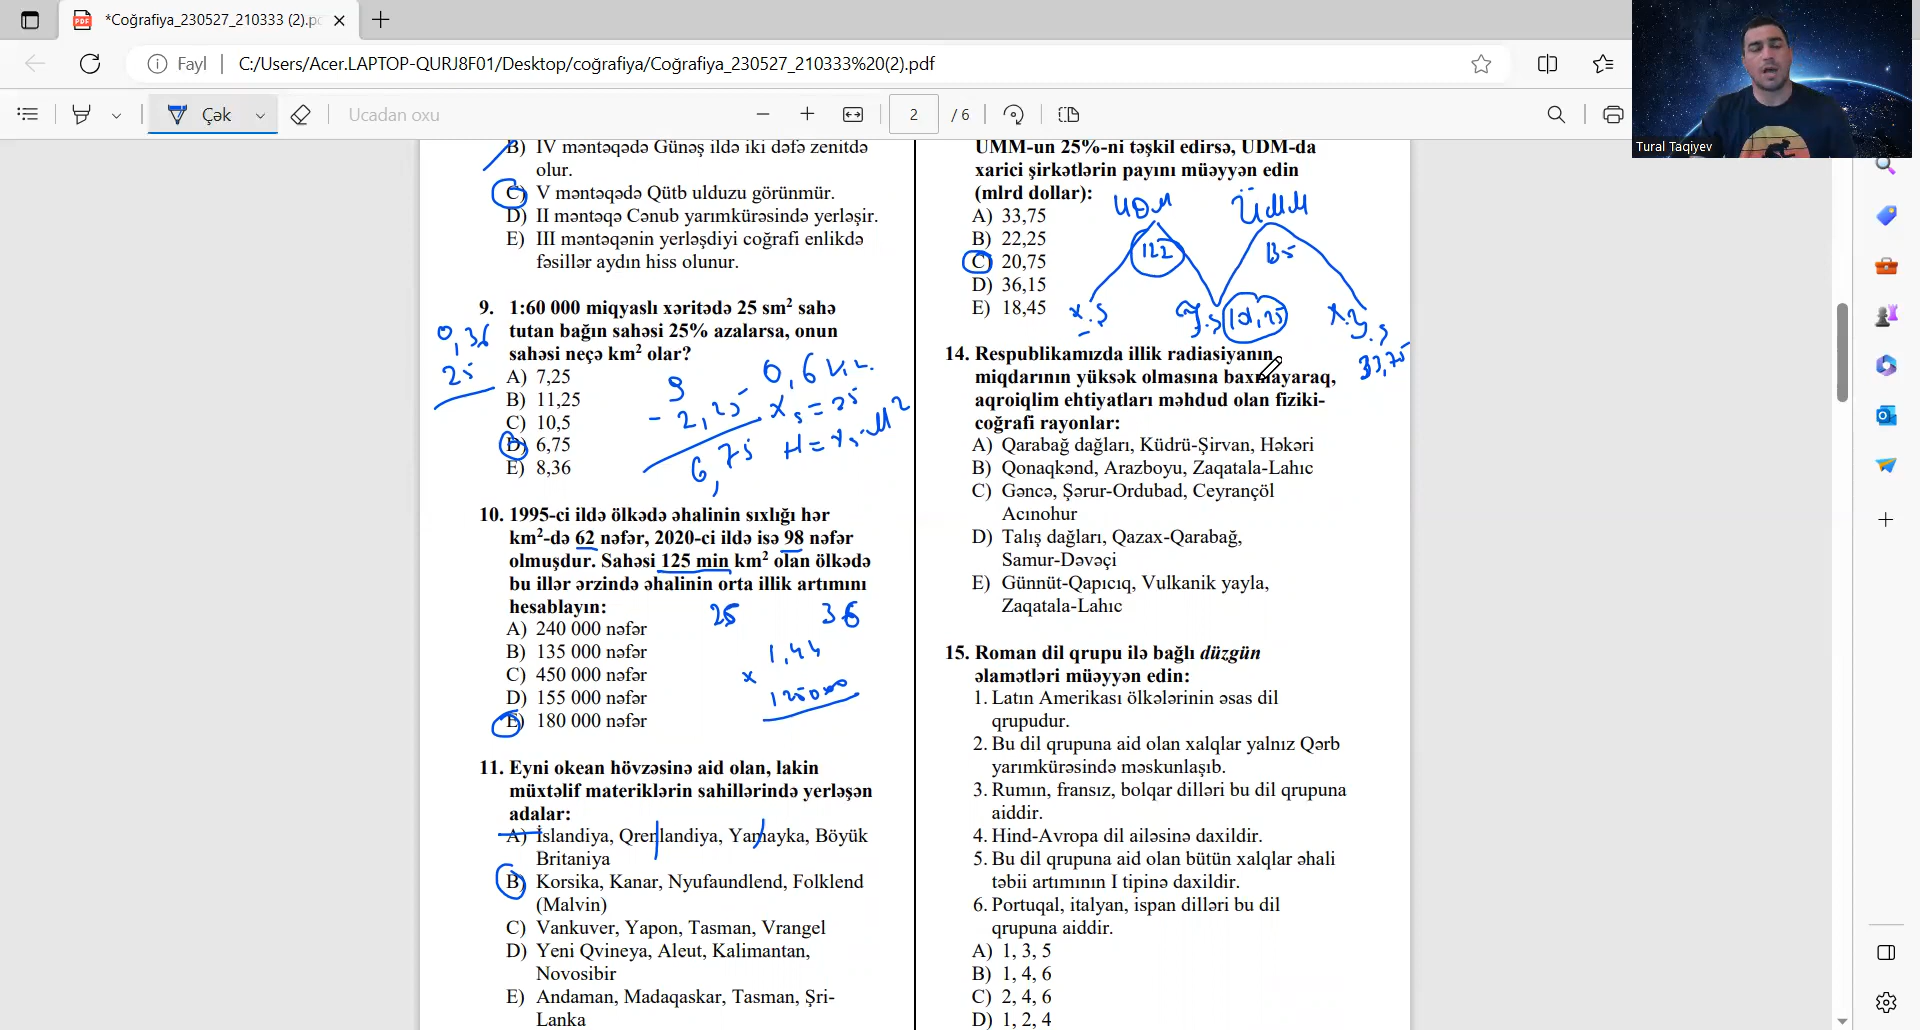 *Coğrafiya_230527_210333 (2).pc
Fayl
C:/Users/Acer.LAPTOP-QURJ8F01/Desktop/coğrafiya/Coğrafiya_230527_210333%20(2).pdf
Çək
Ucadan oxu
2 / 6
Tural Taqiyev
B) IV məntəqədə Günəş ildə iki dəfə zenitdə
olur.
C) V məntəqədə Qütb ulduzu görünmür.
D) II məntəqə Cənub yarımkürəsində yerləşir.
E) III məntəqənin yerləşdiyi coğrafi enlikdə
fəsillər aydın hiss olunur.
9. 1:60 000 miqyaslı xəritədə 25 sm² sahə
tutan bağın sahəsi 25% azalarsa, onun
sahəsi neçə km² olar?
A) 7,25
B) 11,25
C) 10,5
D) 6,75
E) 8,36
0,36
25
9
- 2,25
6,75
0,6
10. 1995-ci ildə ölkədə əhalinin sıxlığı hər
km²-də 62 nəfər, 2020-ci ildə isə 98 nəfər
olmuşdur. Sahəsi 125 min km² olan ölkədə
bu illər ərzində əhalinin orta illik artımını
hesablayın:
A) 240 000 nəfər
B) 135 000 nəfər
C) 450 000 nəfər
D) 155 000 nəfər
E) 180 000 nəfər
25 36
1,44
x
125000
11. Eyni okean hövzəsinə aid olan, lakin
müxtəlif materiklərin sahillərində yerləşən
adalar:
A) İslandiya, Qrenlandiya, Yamayka, Böyük
Britaniya
B) Korsika, Kanar, Nyufaundlend, Folklend
(Malvin)
C) Vankuver, Yapon, Tasman, Vrangel
D) Yeni Qvineya, Aleut, Kalimantan,
Novosibir
E) Andaman, Madaqaskar, Tasman, Şri-
Lanka
ÜMM-un 25%-ni təşkil edirsə, ÜDM-da
xarici şirkətlərin payını müəyyən edin
(mlrd dollar):
A) 33,75
B) 22,25
C) 20,75
D) 36,15
E) 18,45
ÜDM ÜMM
122 135
x.ş y.ş 101,25 x.y.ş
33,75
14. Respublikamızda illik radiasiyanın
miqdarının yüksək olmasına baxmayaraq,
aqroiqlim ehtiyatları məhdud olan fiziki-
coğrafi rayonlar:
A) Qarabağ dağları, Küdrü-Şirvan, Həkəri
B) Qonaqkənd, Arazboyu, Zaqatala-Lahıc
C) Gəncə, Şərur-Ordubad, Ceyrançöl
Acınohur
D) Talış dağları, Qazax-Qarabağ,
Samur-Dəvəçi
E) Günnüt-Qapıcıq, Vulkanik yayla,
Zaqatala-Lahıc
15. Roman dil qrupu ilə bağlı düzgün
əlamətləri müəyyən edin:
1. Latın Amerikası ölkələrinin əsas dil
qrupudur.
2. Bu dil qrupuna aid olan xalqlar yalnız Qərb
yarımkürəsində məskunlaşıb.
3. Rumın, fransız, bolqar dilləri bu dil qrupuna
aiddir.
4. Hind-Avropa dil ailəsinə daxildir.
5. Bu dil qrupuna aid olan bütün xalqlar əhali
təbii artımının I tipinə daxildir.
6. Portuqal, italyan, ispan dilləri bu dil
qrupuna aiddir.
A) 1, 3, 5
B) 1, 4, 6
C) 2, 4, 6
D) 1, 2, 4